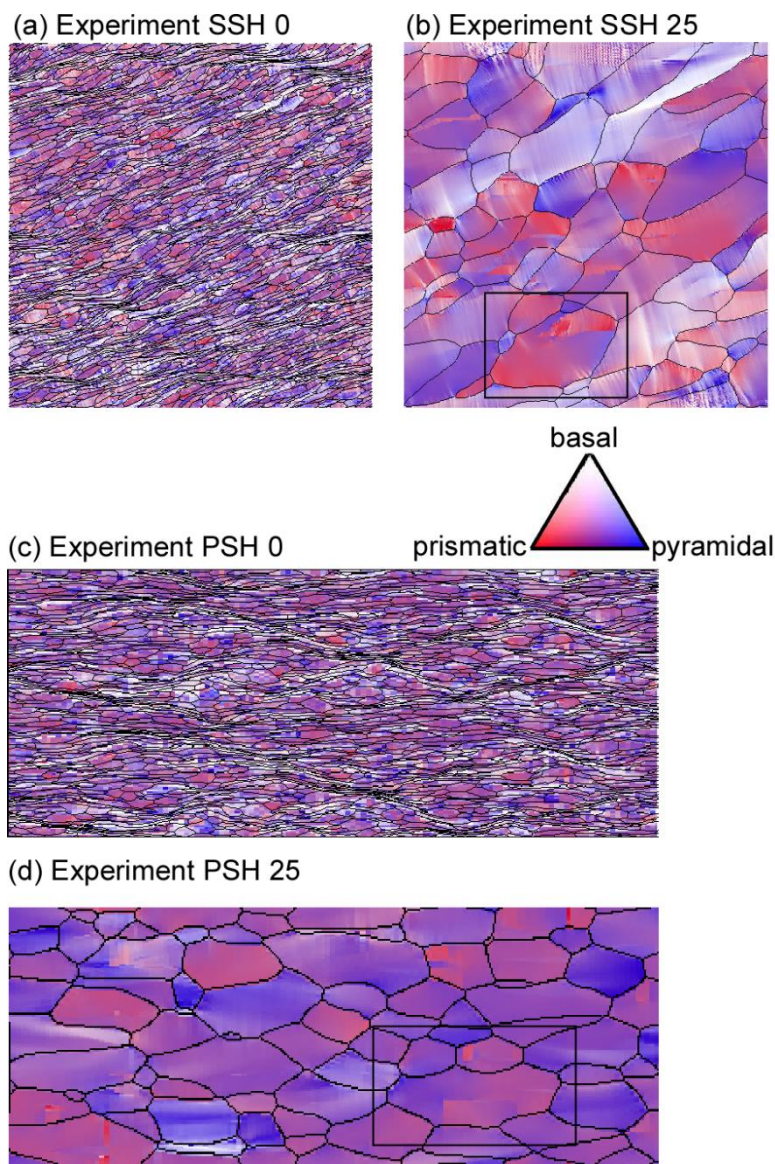 (a) Experiment SSH 0
(b) Experiment SSH 25
basal
prismatic
pyramidal
(c) Experiment PSH 0
(d) Experiment PSH 25